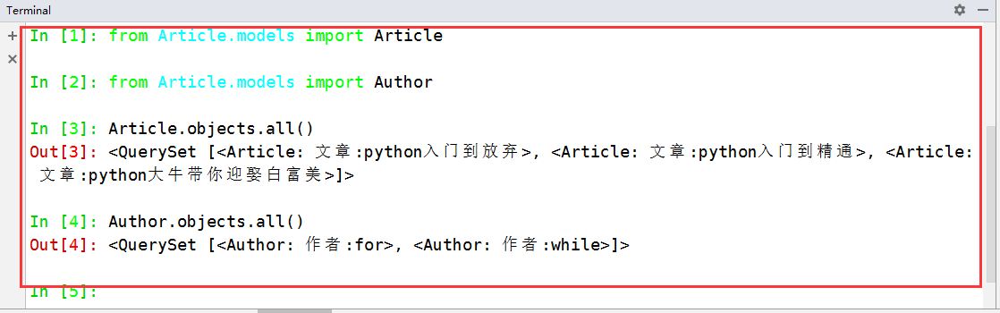 Terminal
In [1]: from Article.models import Article
In [2]: from Article.models import Author
In [3]: Article.objects.all()
Out[3]: <QuerySet [<Article: 文章:python入门到放弃>, <Article: 文章:python入门到精通>, <Article:
文章:python大牛带你迎娶白富美>]>
In [4]: Author.objects.all()
Out[4]: <QuerySet [<Author: 作者:for>, <Author: 作者:while>]>
In [5]: